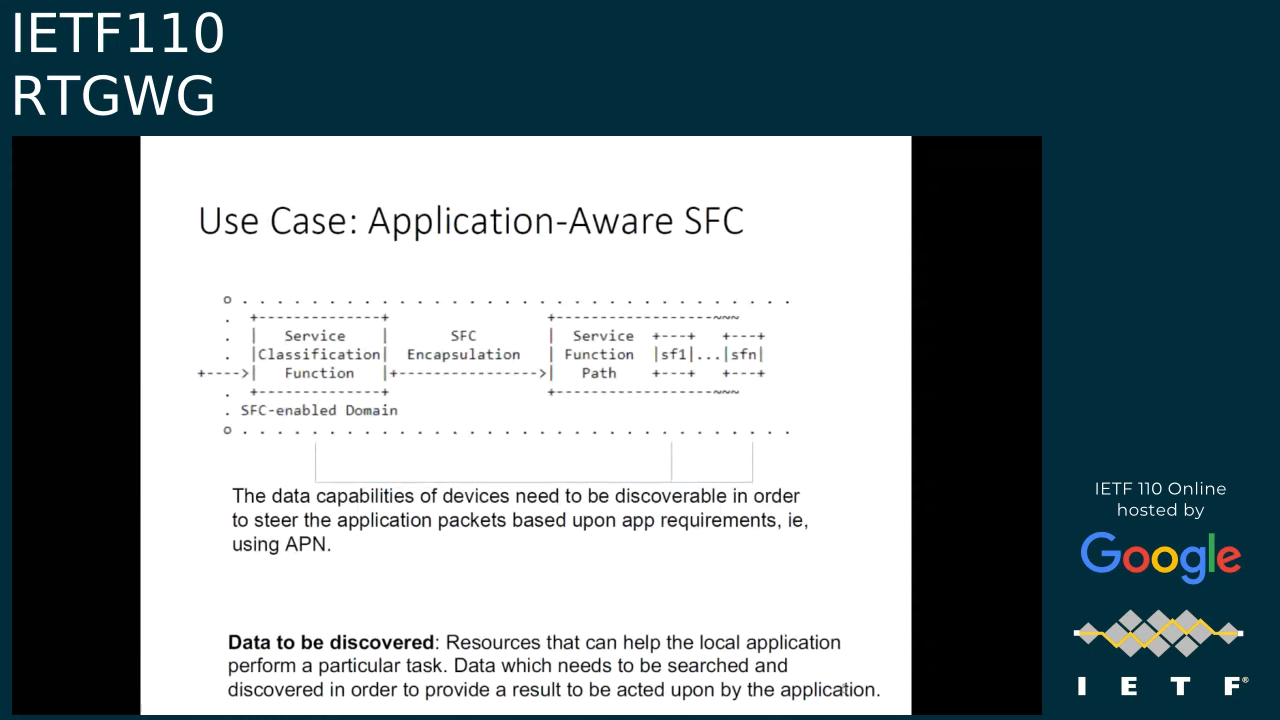 IETF110
RTGWG
Use Case: Application-Aware SFC
o . . . . . . . . . . . . . . . . . . . . . . . . . . . . . . . .
. +--------------+ +------------------~~~
. | Service | SFC | Service +---+ +---+
. |Classification| Encapsulation | Function |sf1|...|sfn|
+---->| Function |+---------------->| Path +---+ +---+
. +--------------+ +------------------~~~
. SFC-enabled Domain
o . . . . . . . . . . . . . . . . . . . . . . . . . . . . . . . .
The data capabilities of devices need to be discoverable in order
to steer the application packets based upon app requirements, ie,
using APN.
Data to be discovered: Resources that can help the local application
perform a particular task. Data which needs to be searched and
discovered in order to provide a result to be acted upon by the application.
IETF 110 Online
hosted by
Google
I E T F®